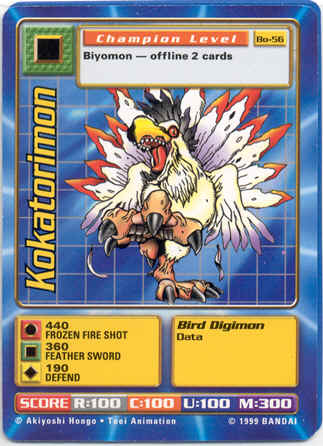 Champion Level
Bo-56
Biyomon — offline 2 cards
Kokatorimon
440
FROZEN FIRE SHOT
360
FEATHER SWORD
190
DEFEND
Bird Digimon
Data
SCORE R:100 C:100 U:100 M:300
© Akiyoshi Hongo • Toei Animation © 1999 BANDAI